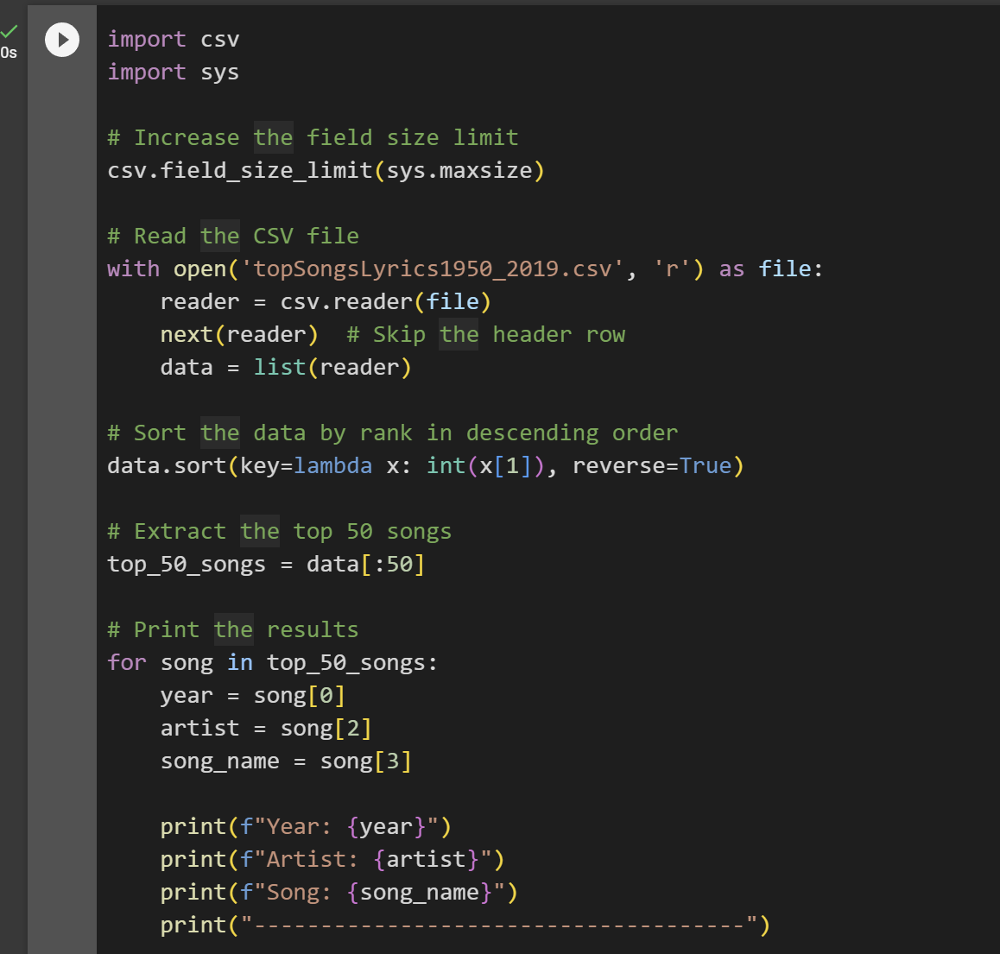 0s
import csv
import sys
# Increase the field size limit
csv.field_size_limit(sys.maxsize)
# Read the CSV file
with open('topSongsLyrics1950_2019.csv', 'r') as file:
    reader = csv.reader(file)
    next(reader)  # Skip the header row
    data = list(reader)
# Sort the data by rank in descending order
data.sort(key=lambda x: int(x[1]), reverse=True)
# Extract the top 50 songs
top_50_songs = data[:50]
# Print the results
for song in top_50_songs:
    year = song[0]
    artist = song[2]
    song_name = song[3]
    print(f"Year: {year}")
    print(f"Artist: {artist}")
    print(f"Song: {song_name}")
    print("-------------------------------------")